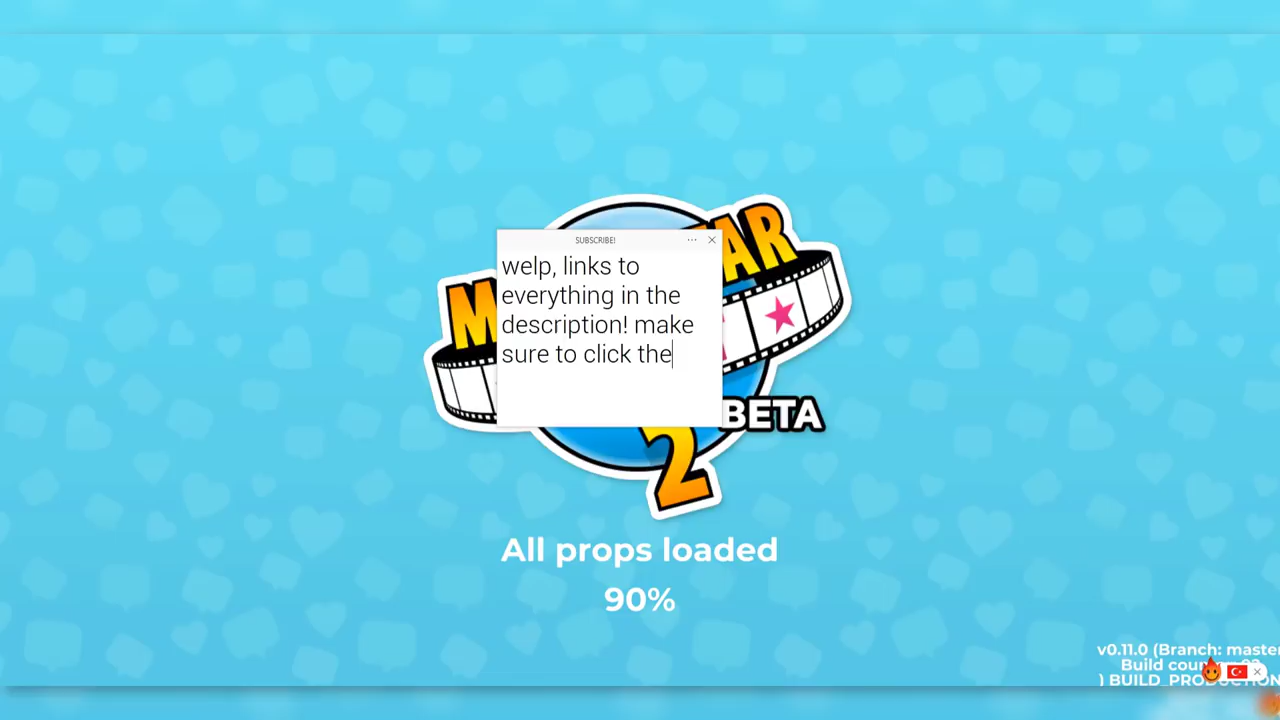 SUBSCRIBE!
welp, links to
everything in the
description! make
sure to click the
M
AR
BETA
2
All props loaded
90%
v0.11.0 (Branch: master
Build coun
) BUILD_PRODUCTION